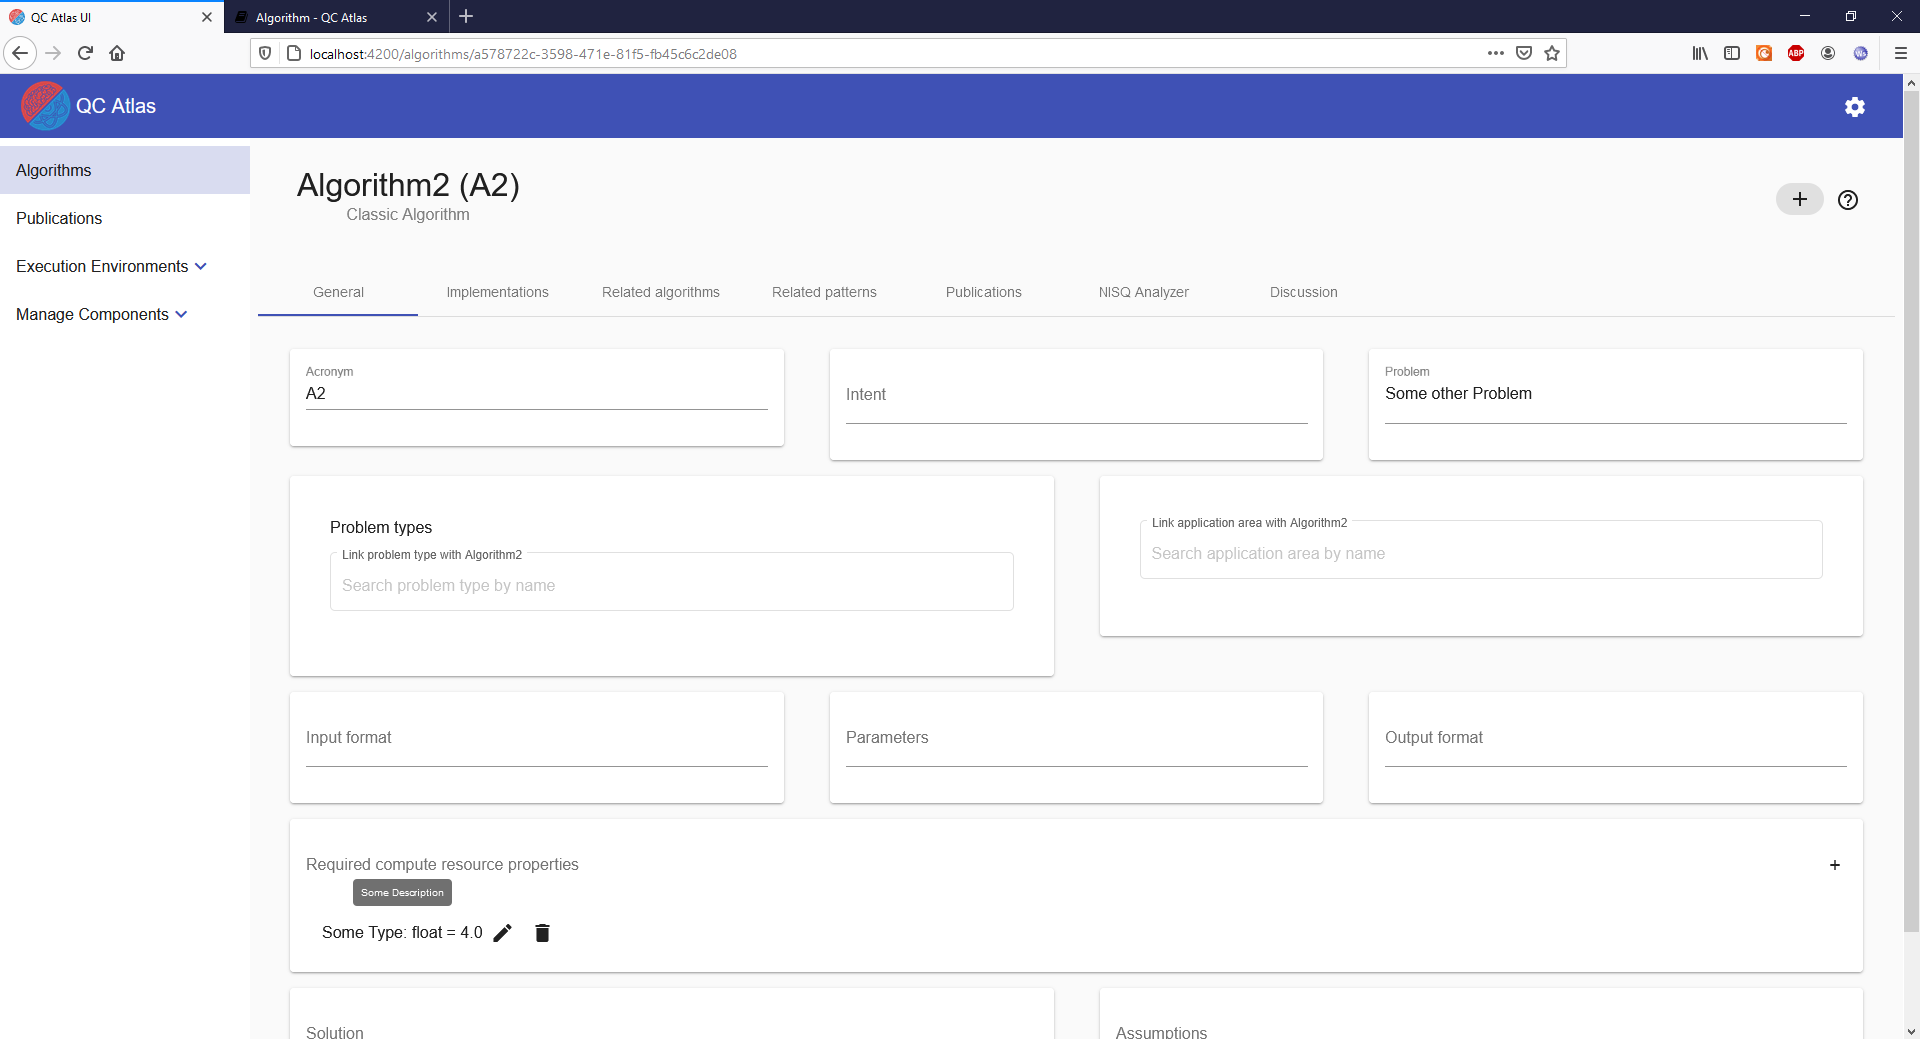 QC Atlas UI
Algorithm - QC Atlas
localhost:4200/algorithms/a578722c-3598-471e-81f5-fb45c6c2de08
ABP
QC Atlas
Algorithms
Publications
Execution Environments
Manage Components
Algorithm2 (A2)
Classic Algorithm
General
Implementations
Related algorithms
Related patterns
Publications
NISQ Analyzer
Discussion
Acronym
A2
Intent
Problem
Some other Problem
Problem types
Link problem type with Algorithm2
Search problem type by name
Link application area with Algorithm2
Search application area by name
Input format
Parameters
Output format
Required compute resource properties
Some Description
Some Type: float = 4.0
Solution
Assumptions